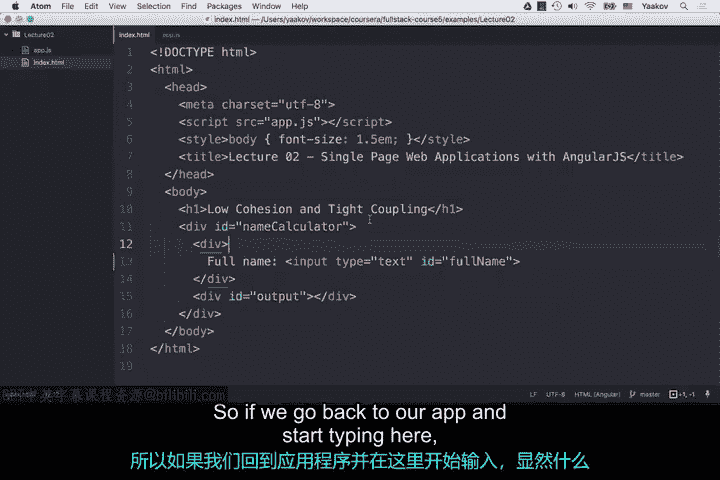 Atom File Edit View Selection Find Packages Window Help Yaakov
index.html — /Users/yaakov/workspace/coursera/fullstack-course5/examples/Lecture02
Lecture02
app.js
index.html
index.html app.js
1 <!DOCTYPE html>
2 <html>
3 <head>
4 <meta charset="utf-8">
5 <script src="app.js"></script>
6 <style>body { font-size: 1.5em; }</style>
7 <title>Lecture 02 - Single Page Web Applications with AngularJS</title>
8 </head>
9 <body>
10 <h1>Low Cohesion and Tight Coupling</h1>
11 <div id="nameCalculator">
12 <div>
13 Full name: <input type="text" id="fullName">
14 </div>
15 <div id="output"></div>
16 </div>
17 </body>
18 </html>
19
LF UTF-8 HTML (Angular) master +1, -1
So if we go back to our app and
start typing here,
所以如果我们回到应用程序并在这里开始输入，显然什么